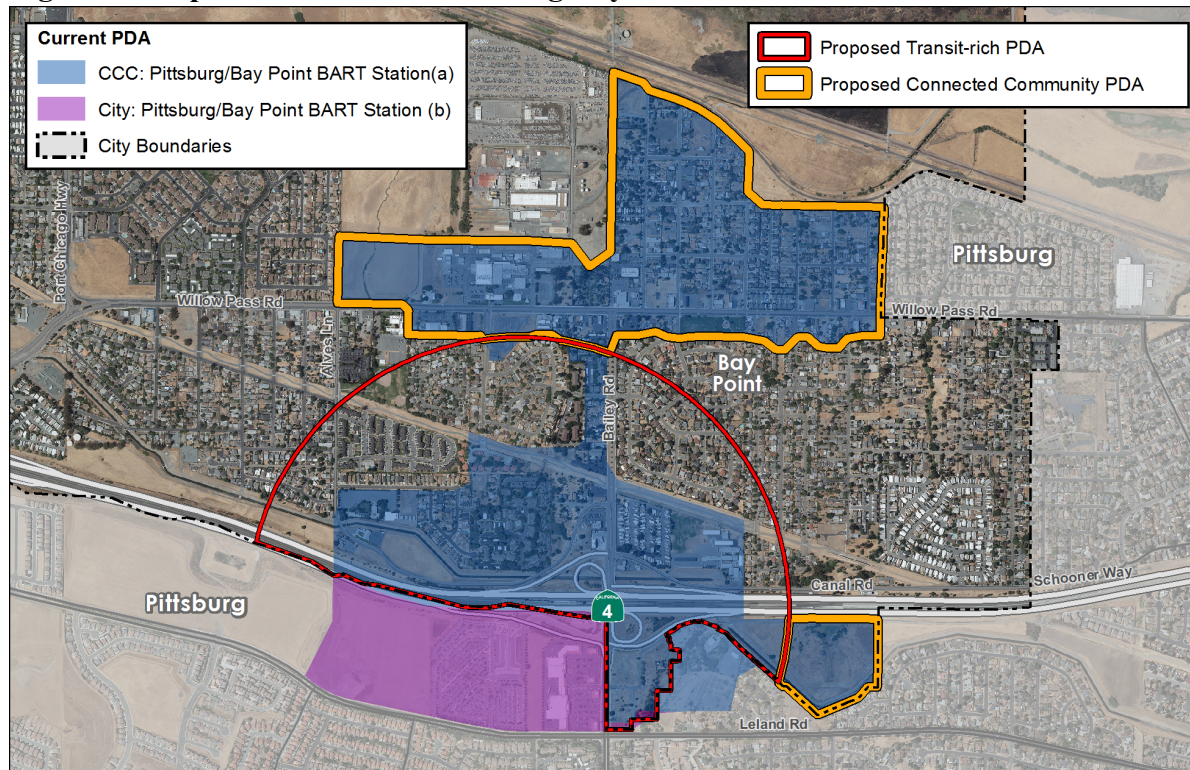 Current PDA
CCC: Pittsburg/Bay Point BART Station(a)
City: Pittsburg/Bay Point BART Station (b)
City Boundaries
Proposed Transit-rich PDA
Proposed Connected Community PDA
Port Chicago Hwy
Willow Pass Rd
Alves Ln
Pittsburg
Willow Pass Rd
Bay
Point
Bailey Rd
Canal Rd
Schooner Way
Pittsburg
CALIFORNIA
4
Leland Rd